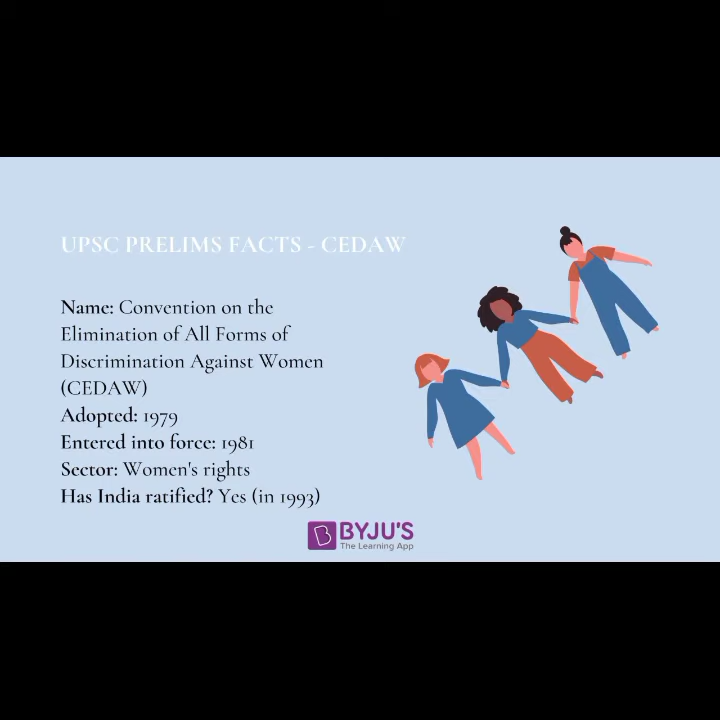 UPSC PRELIMS FACTS - CEDAW
Name: Convention on the
Elimination of All Forms of
Discrimination Against Women
(CEDAW)
Adopted: 1979
Entered into force: 1981
Sector: Women's rights
Has India ratified? Yes (in 1993)
BYJU'S
The Learning App